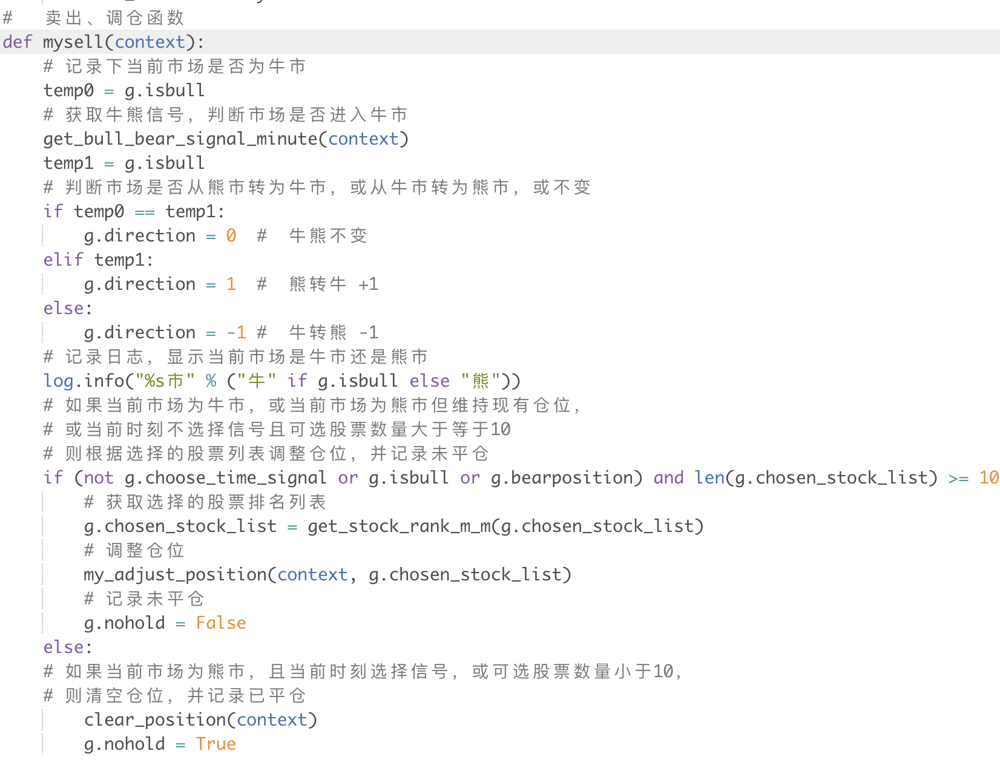 #   卖出、调仓函数
def mysell(context):
    # 记录下当前市场是否为牛市
    temp0 = g.isbull
    # 获取牛熊信号，判断市场是否进入牛市
    get_bull_bear_signal_minute(context)
    temp1 = g.isbull
    # 判断市场是否从熊市转为牛市，或从牛市转为熊市，或不变
    if temp0 == temp1:
        g.direction = 0  #  牛熊不变
    elif temp1:
        g.direction = 1  #  熊转牛 +1
    else:
        g.direction = -1 #  牛转熊 -1
    # 记录日志，显示当前市场是牛市还是熊市
    log.info("%s市" % ("牛" if g.isbull else "熊"))
    # 如果当前市场为牛市，或当前市场为熊市但维持现有仓位，
    # 或当前时刻不选择信号且可选股票数量大于等于10
    # 则根据选择的股票列表调整仓位，并记录未平仓
    if (not g.choose_time_signal or g.isbull or g.bearposition) and len(g.chosen_stock_list) >= 10
        # 获取选择的股票排名列表
        g.chosen_stock_list = get_stock_rank_m_m(g.chosen_stock_list)
        # 调整仓位
        my_adjust_position(context, g.chosen_stock_list)
        # 记录未平仓
        g.nohold = False
    else:
    # 如果当前市场为熊市，且当前时刻选择信号，或可选股票数量小于10，
    # 则清空仓位，并记录已平仓
        clear_position(context)
        g.nohold = True